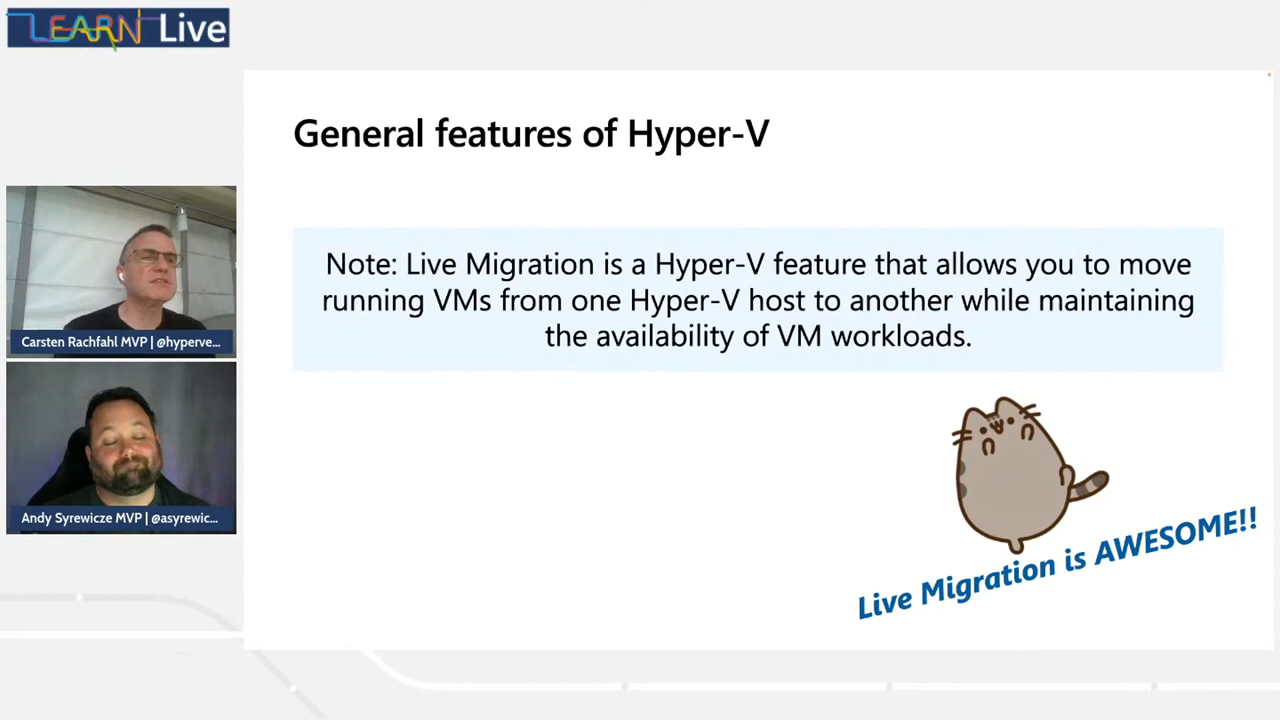 LEARN Live
General features of Hyper-V
Note: Live Migration is a Hyper-V feature that allows you to move
running VMs from one Hyper-V host to another while maintaining
the availability of VM workloads.
Carsten Rachfahl MVP | @hyperve...
Andy Syrewicze MVP | @asyrewic...
Live Migration is AWESOME!!